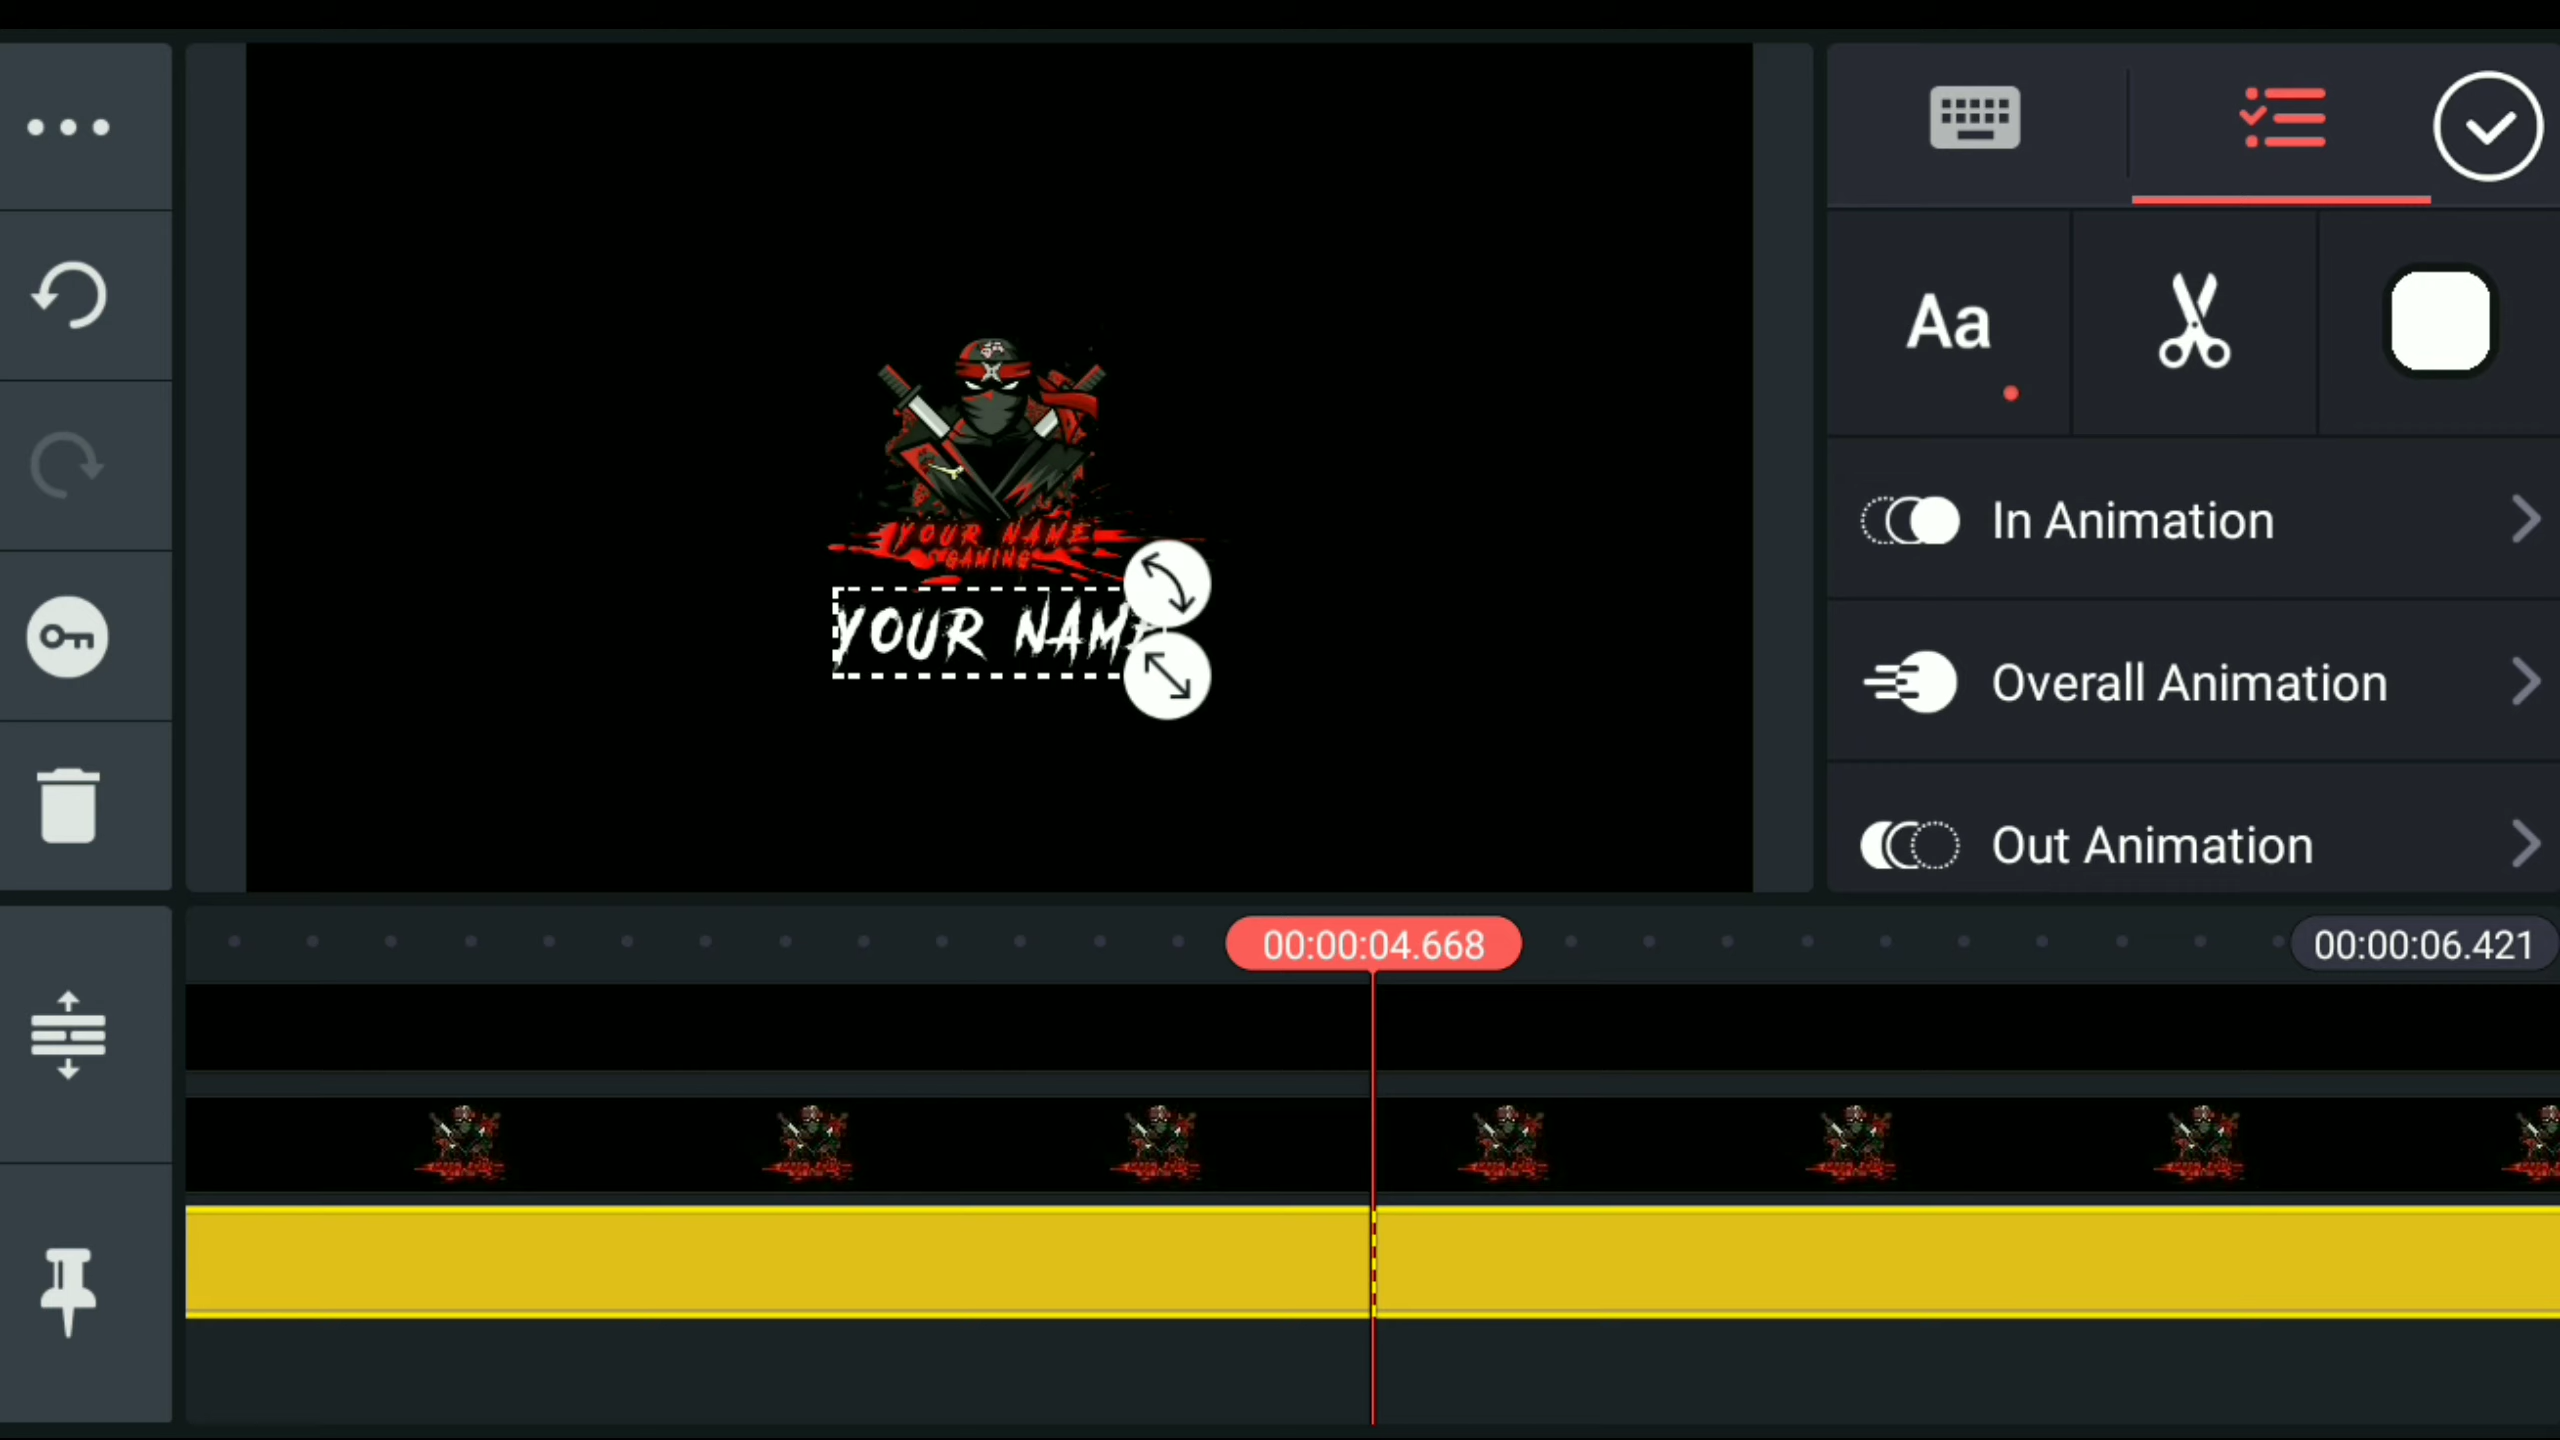 Aa
In Animation
Overall Animation
Out Animation
YOUR NAME
GAMING
YOUR NAME
00:00:04.668
00:00:06.421